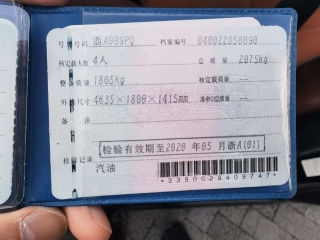 号牌号码 浙A009PQ 档案编号 040022050898
核定载人数 4人 总质量 2075kg
整备质量 1805kg 核定载质量 --
外廓尺寸 4635×1800×1415mm 准牵引总质量 --
备注
检验有效期至2020年05月浙A(01)
检验记录
汽油
*3380028409747*